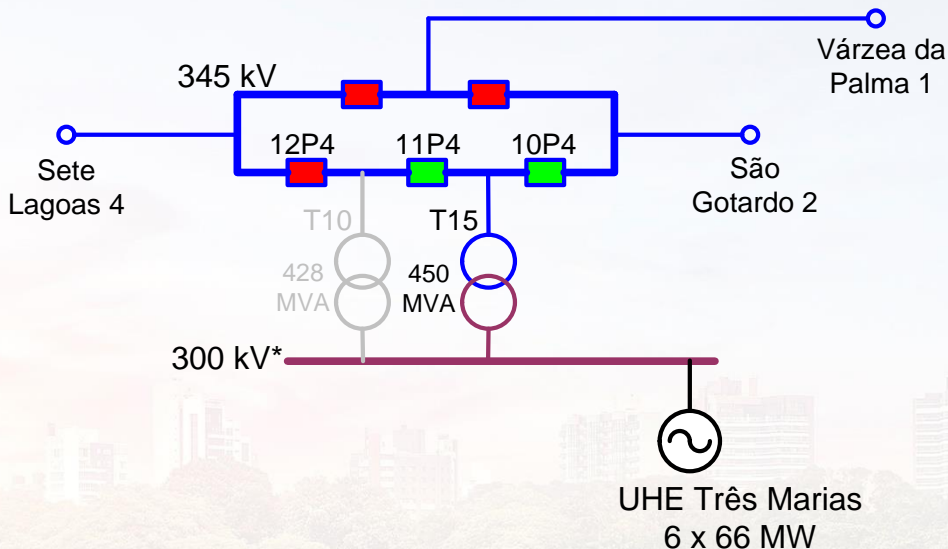 Várzea da
Palma 1
345 kV
12P4
11P4
10P4
Sete
Lagoas 4
São
Gotardo 2
T10
T15
428
MVA
450
MVA
300 kV*
UHE Três Marias
6 x 66 MW